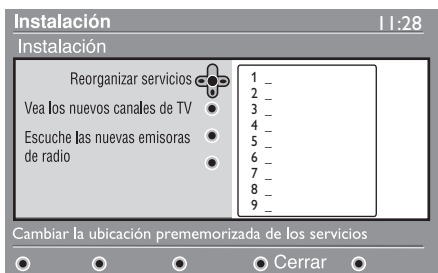 Instalación 11:28
Instalación
Reorganizar servicios
Vea los nuevos canales de TV
Escuche las nuevas emisoras
de radio
1 _
2 _
3 _
4 _
5 _
6 _
7 _
8 _
9 _
Cambiar la ubicación prememorizada de los servicios
Cerrar